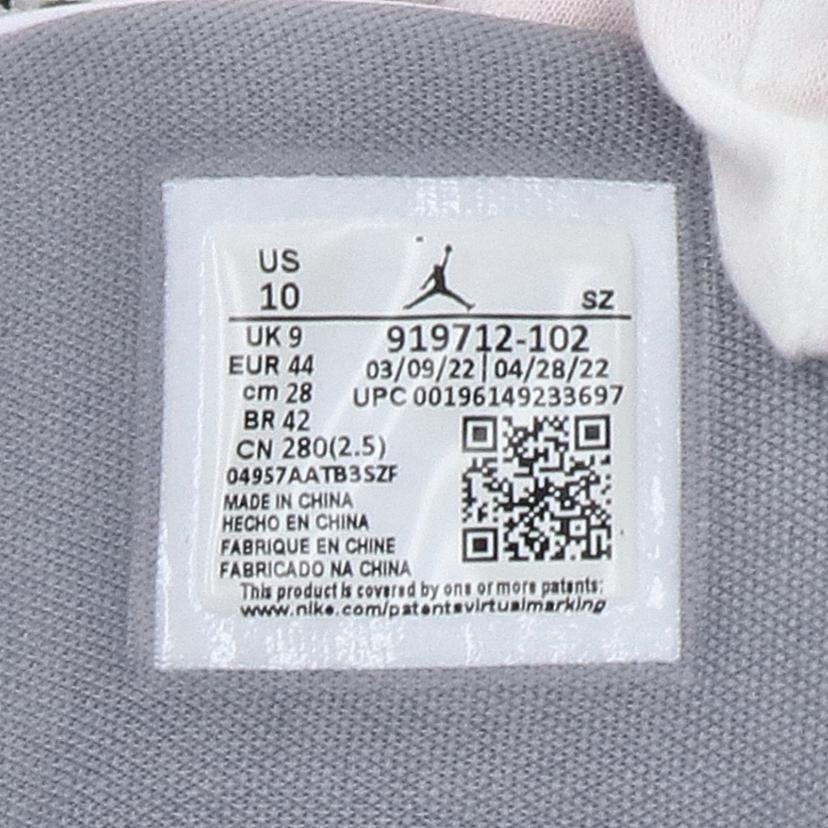 US
10
SZ
UK 9
919712-102
EUR 44
03/09/22 | 04/28/22
cm 28
UPC 00196149233697
BR 42
CN 280(2.5)
04957AATB3SZF
MADE IN CHINA
HECHO EN CHINA
FABRIQUE EN CHINE
FABRICADO NA CHINA
This product is covered by one or more patents:
www.nike.com/patentsvirtualmarking